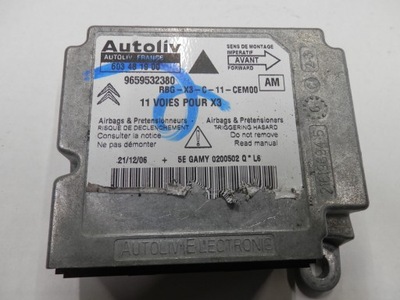 Autoliv
AUTOLIV FRANCE
SENS DE MONTAGE
IMPERATIF
AVANT
FORWARD
9659532380
AM
RBG-X3-C-11-CEM00
11 VOIES POUR X3
Airbags & Pretensionneurs
RISQUE DE DECLENCHEMENT
Consulter la notice
Ne pas démonter
Airbags & Pretensioners
TRIGGERING HASARD
Do not remove
Read manual
21/12/06 + 5E GAMY 0200502 Q* L6
AUTOLIV ELECTRONIC